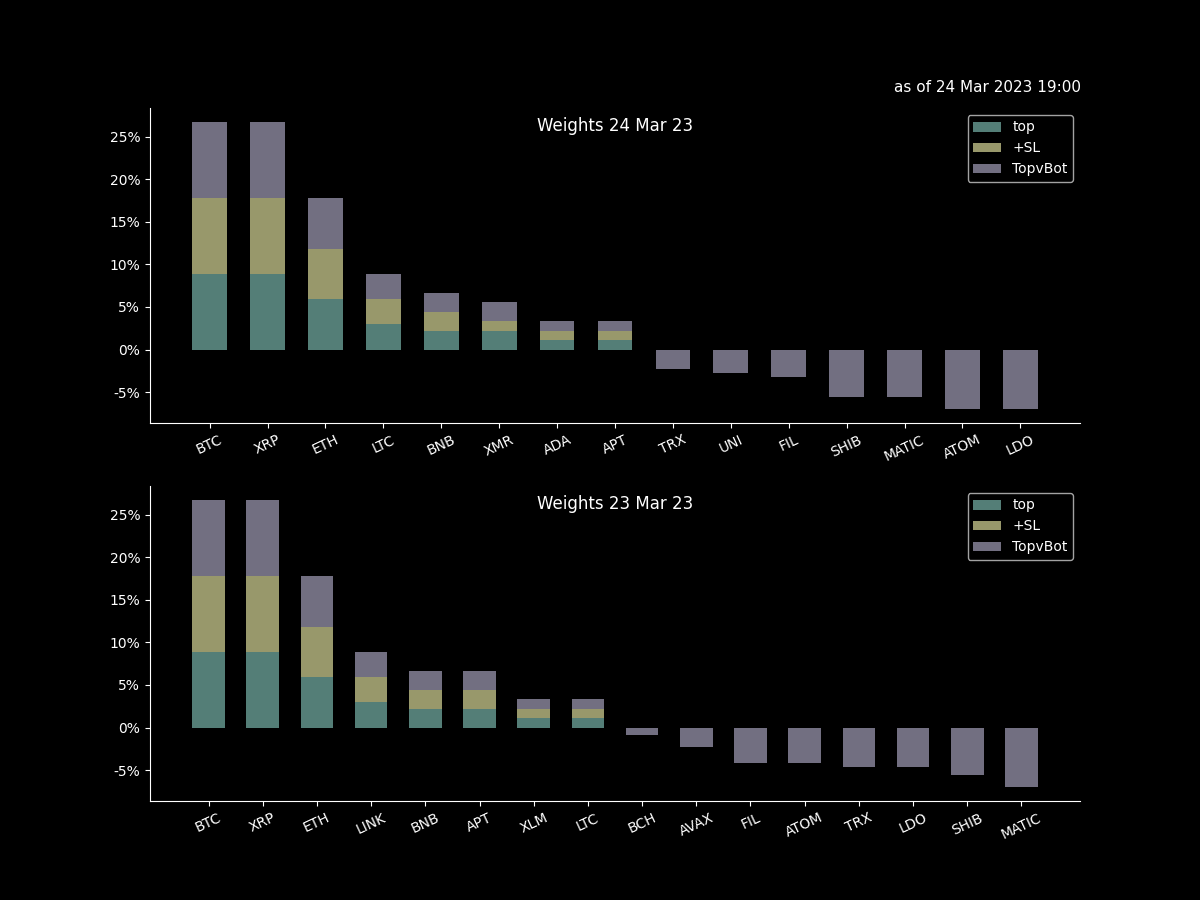 as of 24 Mar 2023 19:00
Weights 24 Mar 23
top
+SL
TopvBot
25%
20%
15%
10%
5%
0%
-5%
BTC XRP ETH LTC BNB XMR ADA APT TRX UNI FIL SHIB MATIC ATOM LDO
Weights 23 Mar 23
top
+SL
TopvBot
25%
20%
15%
10%
5%
0%
-5%
BTC XRP ETH LINK BNB APT XLM LTC BCH AVAX FIL ATOM TRX LDO SHIB MATIC